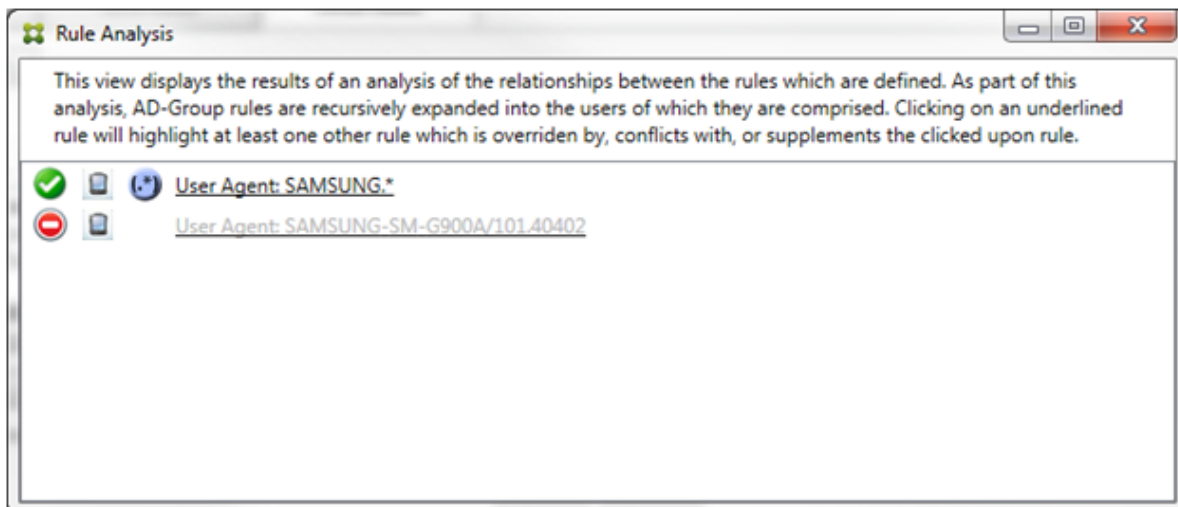 Rule Analysis
This view displays the results of an analysis of the relationships between the rules which are defined. As part of this
analysis, AD-Group rules are recursively expanded into the users of which they are comprised. Clicking on an underlined
rule will highlight at least one other rule which is overriden by, conflicts with, or supplements the clicked upon rule.
(.*) User Agent: SAMSUNG.*
User Agent: SAMSUNG-SM-G900A/101.40402